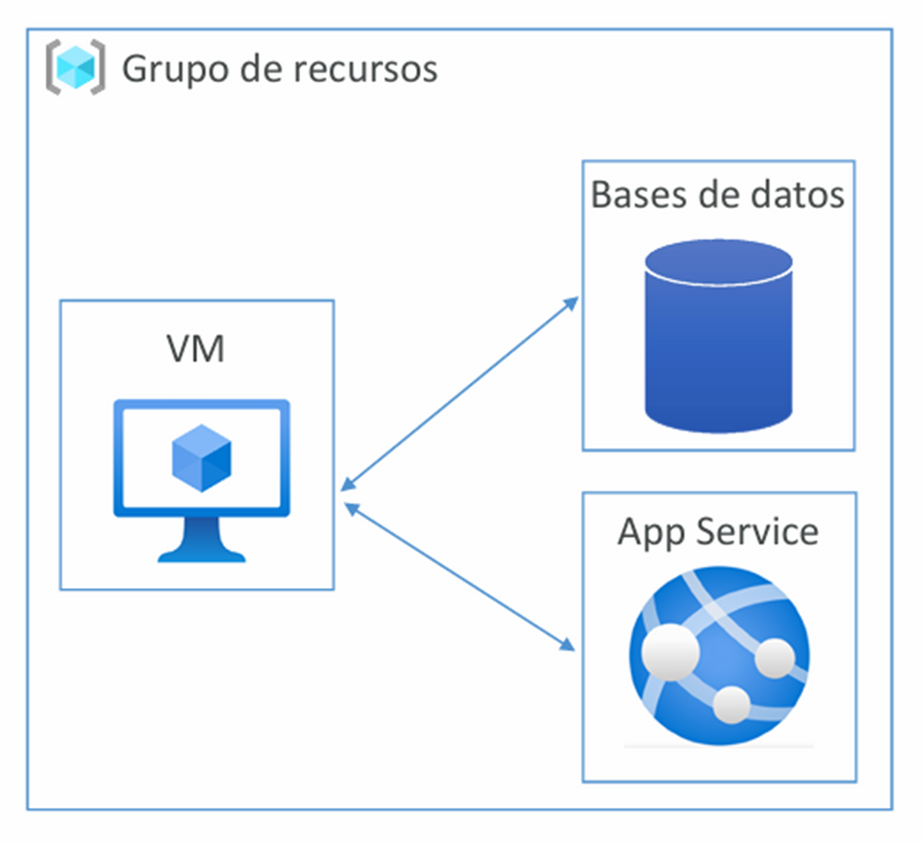 Grupo de recursos
Bases de datos
VM
App Service